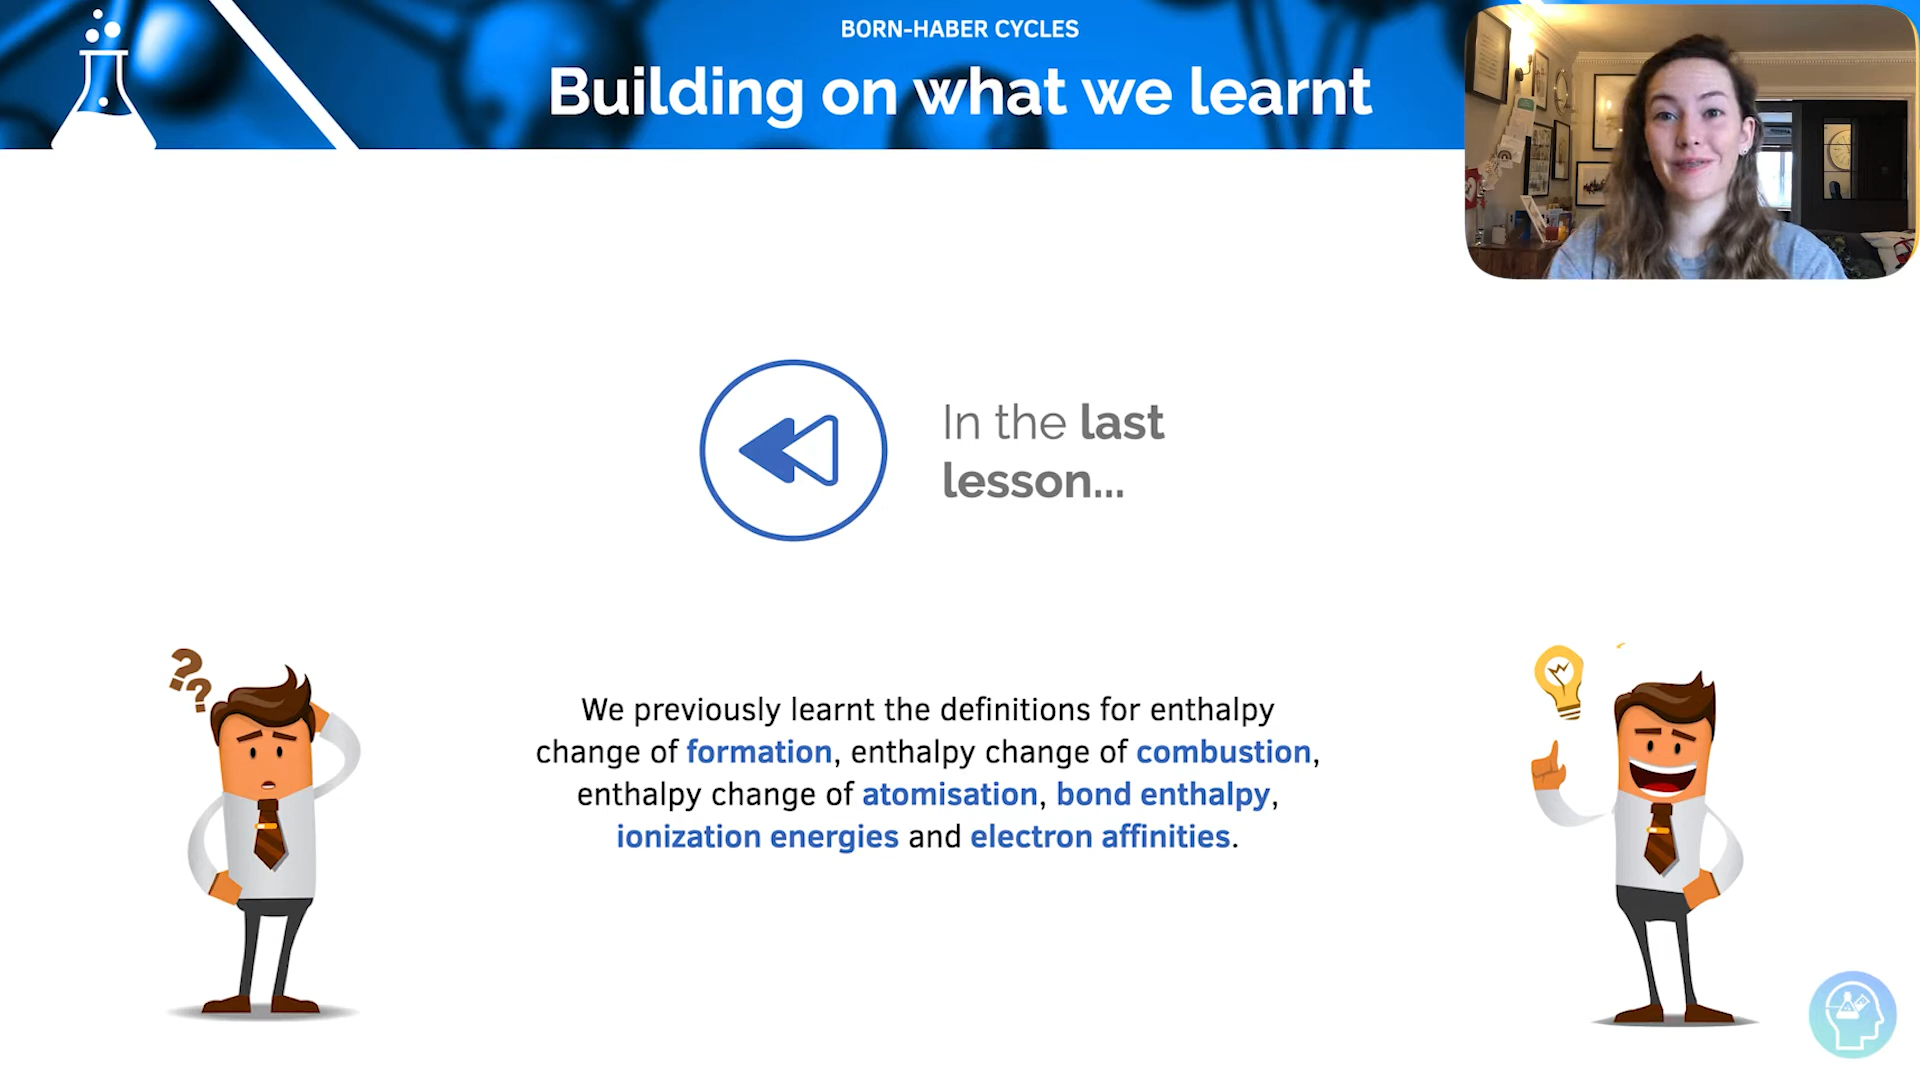 BORN-HABER CYCLES
Building on what we learnt
In the last
lesson...
??
We previously learnt the definitions for enthalpy
change of formation, enthalpy change of combustion,
enthalpy change of atomisation, bond enthalpy,
ionization energies and electron affinities.